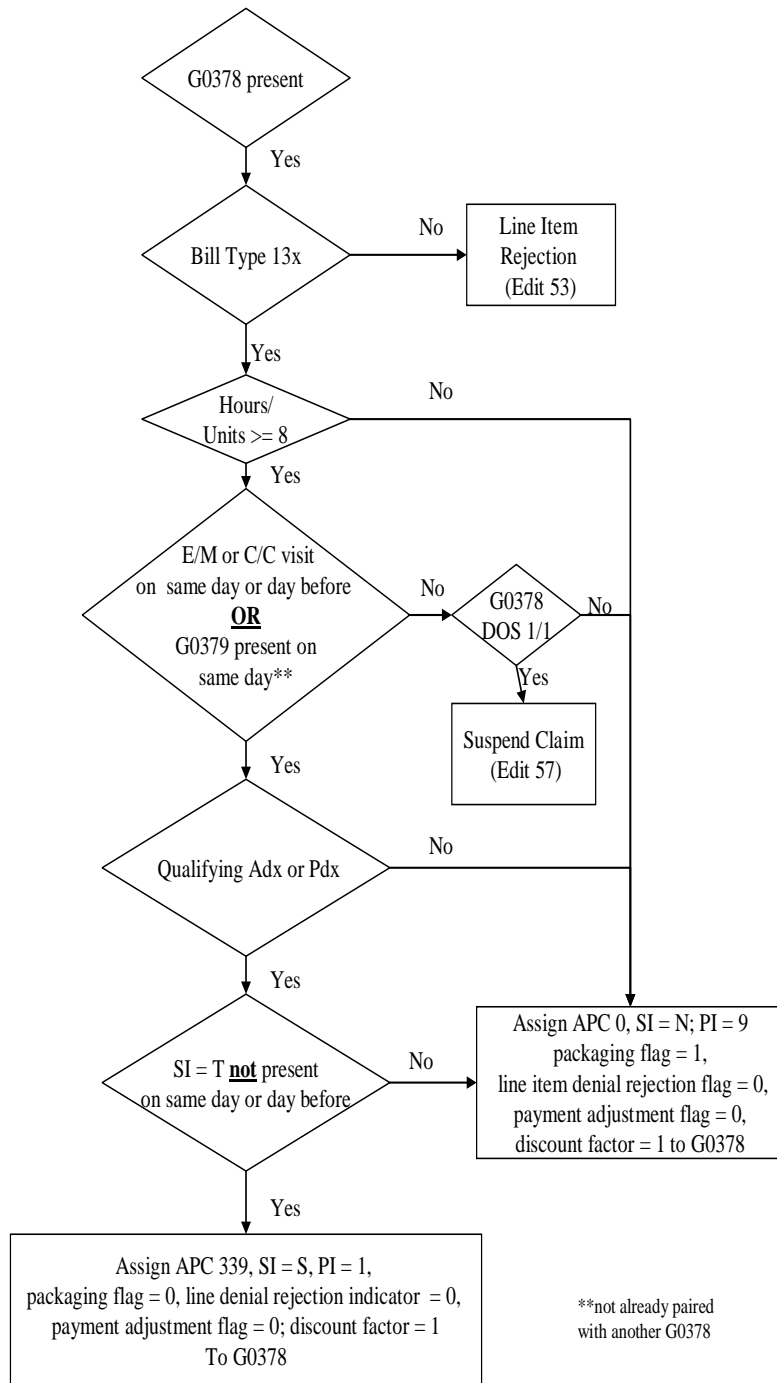 G0378 present
Yes
Bill Type 13x
No
Line Item
Rejection
(Edit 53)
Yes
Hours/
Units >= 8
No
Yes
E/M or C/C visit
on same day or day before
OR
G0379 present on
same day**
No
G0378
DOS 1/1
No
Yes
Suspend Claim
(Edit 57)
Yes
Qualifying Adx or Pdx
No
Yes
SI = T not present
on same day or day before
No
Assign APC 0, SI = N; PI = 9
packaging flag = 1,
line item denial rejection flag = 0,
payment adjustment flag = 0,
discount factor = 1 to G0378
Yes
Assign APC 339, SI = S, PI = 1,
packaging flag = 0, line denial rejection indicator = 0,
payment adjustment flag = 0; discount factor = 1
To G0378
**not already paired
with another G0378